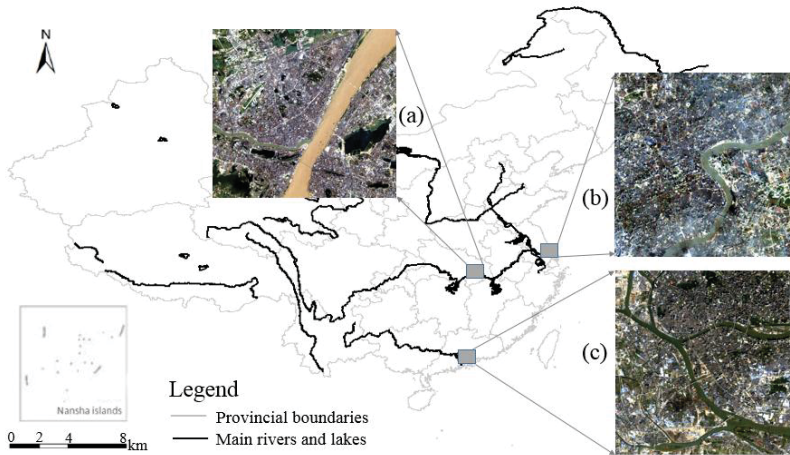 N
(a)
(b)
(c)
Nansha islands
Legend
Provincial boundaries
Main rivers and lakes
0 2 4 8
km